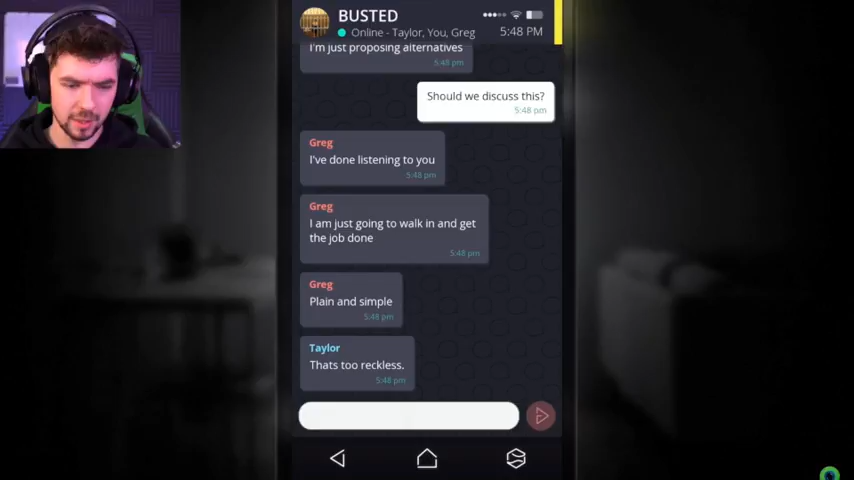 BUSTED
Online - Taylor, You, Greg
5:48 PM
I'm just proposing alternatives
5:48 pm
Should we discuss this?
5:48 pm
Greg
I've done listening to you
5:48 pm
Greg
I am just going to walk in and get
the job done
5:48 pm
Greg
Plain and simple
5:48 pm
Taylor
Thats too reckless.
5:48 pm